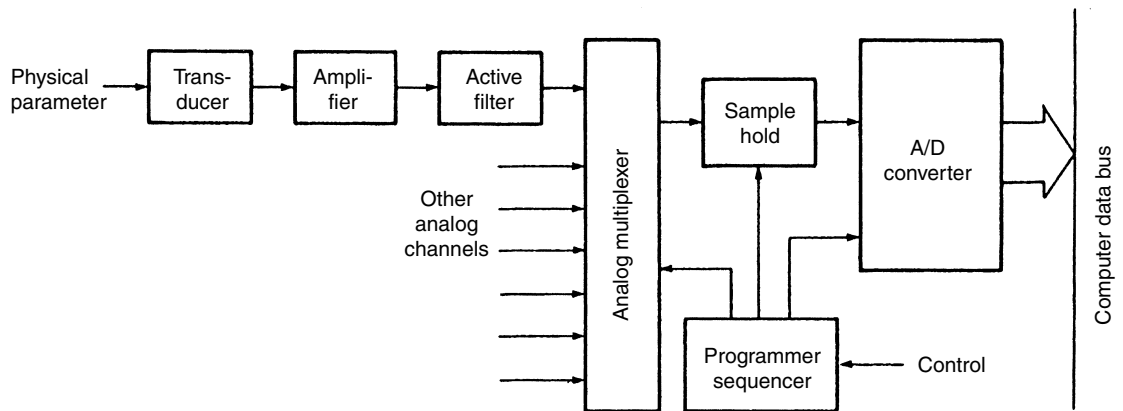 Physical
parameter
Trans-
ducer
Ampli-
fier
Active
filter
Other
analog
channels
Analog multiplexer
Sample
hold
A/D
converter
Programmer
sequencer
Control
Computer data bus